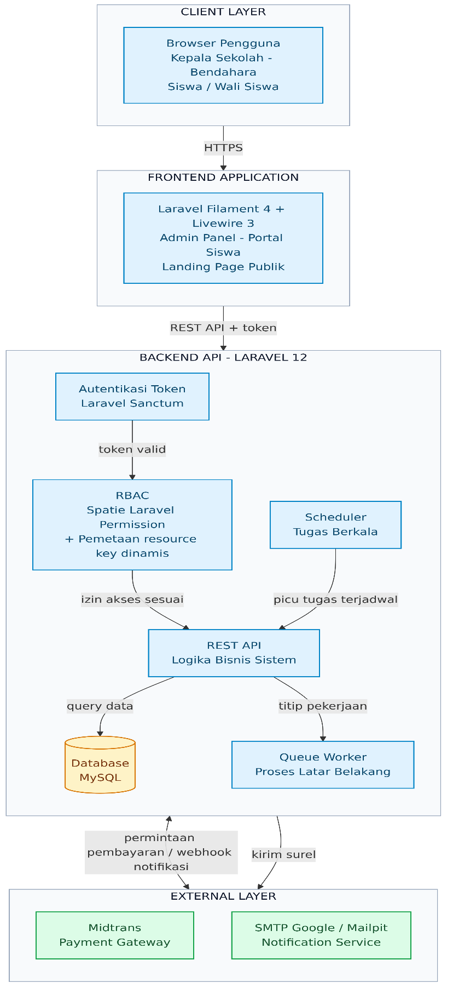 CLIENT LAYER
Browser Pengguna
Kepala Sekolah -
Bendahara
Siswa / Wali Siswa
HTTPS
FRONTEND APPLICATION
Laravel Filament 4 +
Livewire 3
Admin Panel - Portal
Siswa
Landing Page Publik
REST API + token
BACKEND API - LARAVEL 12
Autentikasi Token
Laravel Sanctum
token valid
RBAC
Spatie Laravel
Permission
+ Pemetaan resource
key dinamis
Scheduler
Tugas Berkala
izin akses sesuai
picu tugas terjadwal
REST API
Logika Bisnis Sistem
query data
titip pekerjaan
Database
MySQL
Queue Worker
Proses Latar Belakang
permintaan
pembayaran / webhook
notifikasi
kirim surel
EXTERNAL LAYER
Midtrans
Payment Gateway
SMTP Google / Mailpit
Notification Service